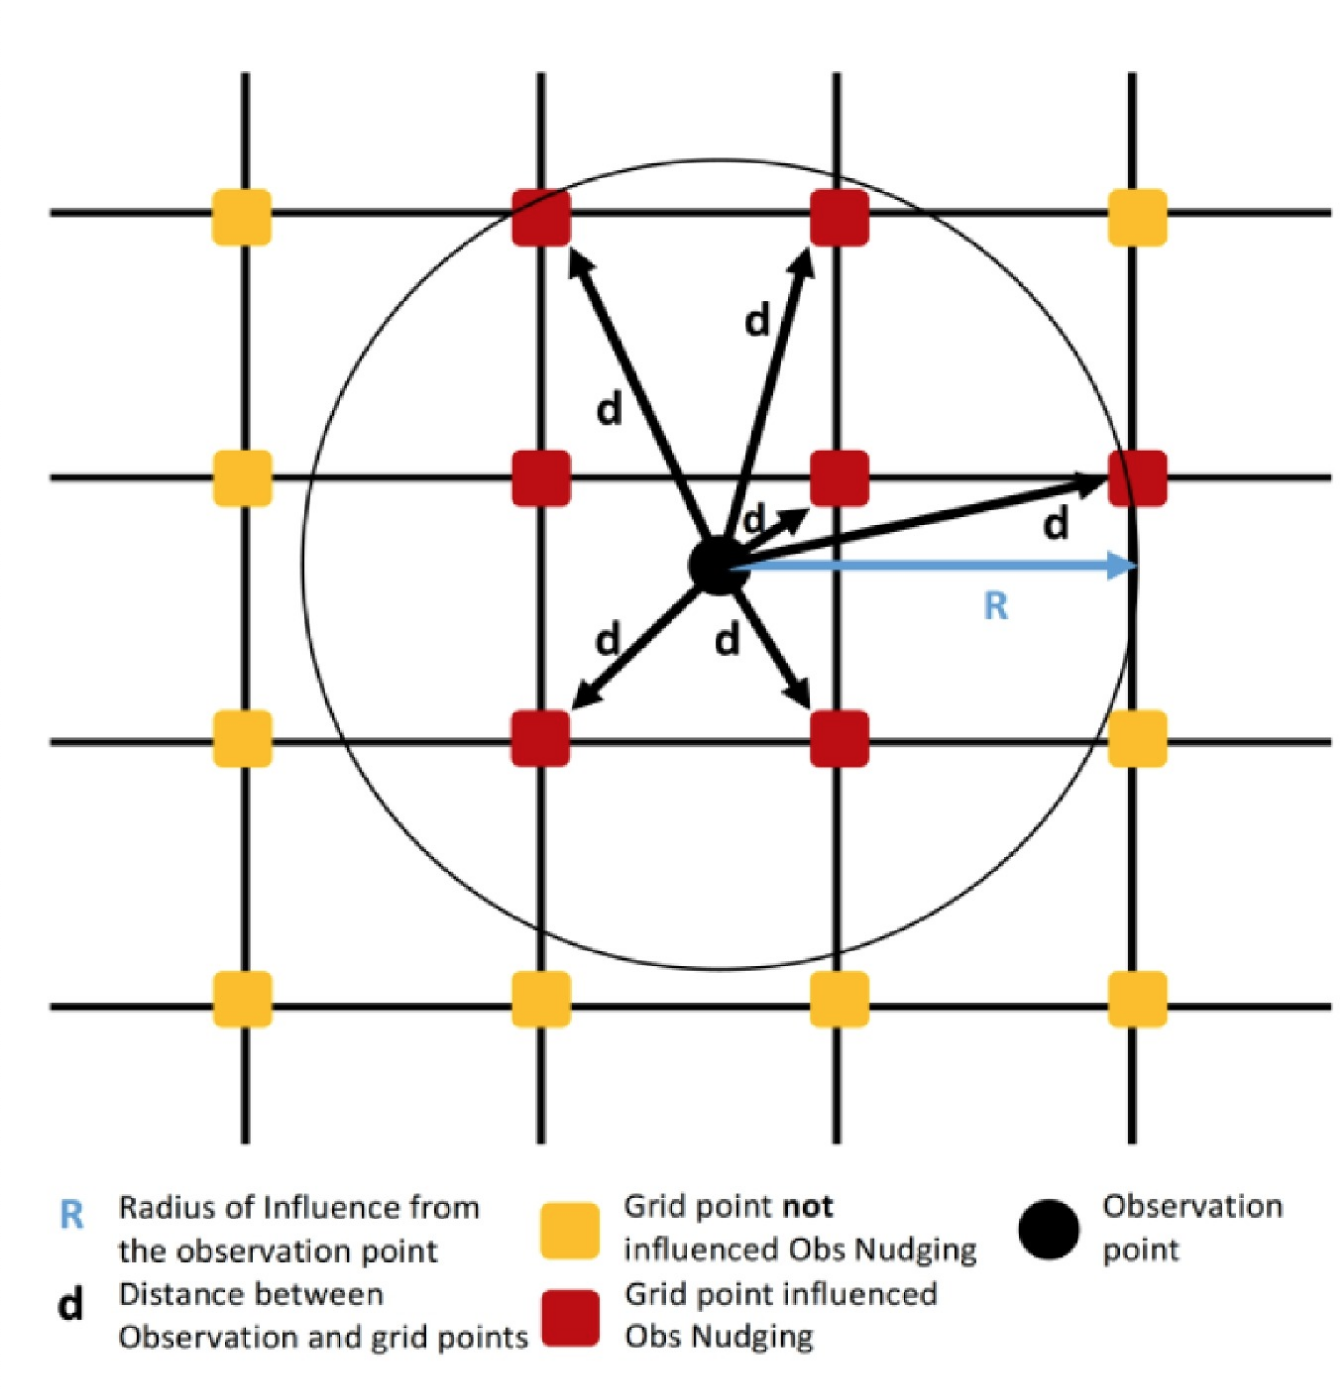 d
d
d
d
R
d
d
R
Radius of Influence from
the observation point
d
Distance between
Observation and grid points
Grid point not
influenced Obs Nudging
Grid point influenced
Obs Nudging
Observation
point